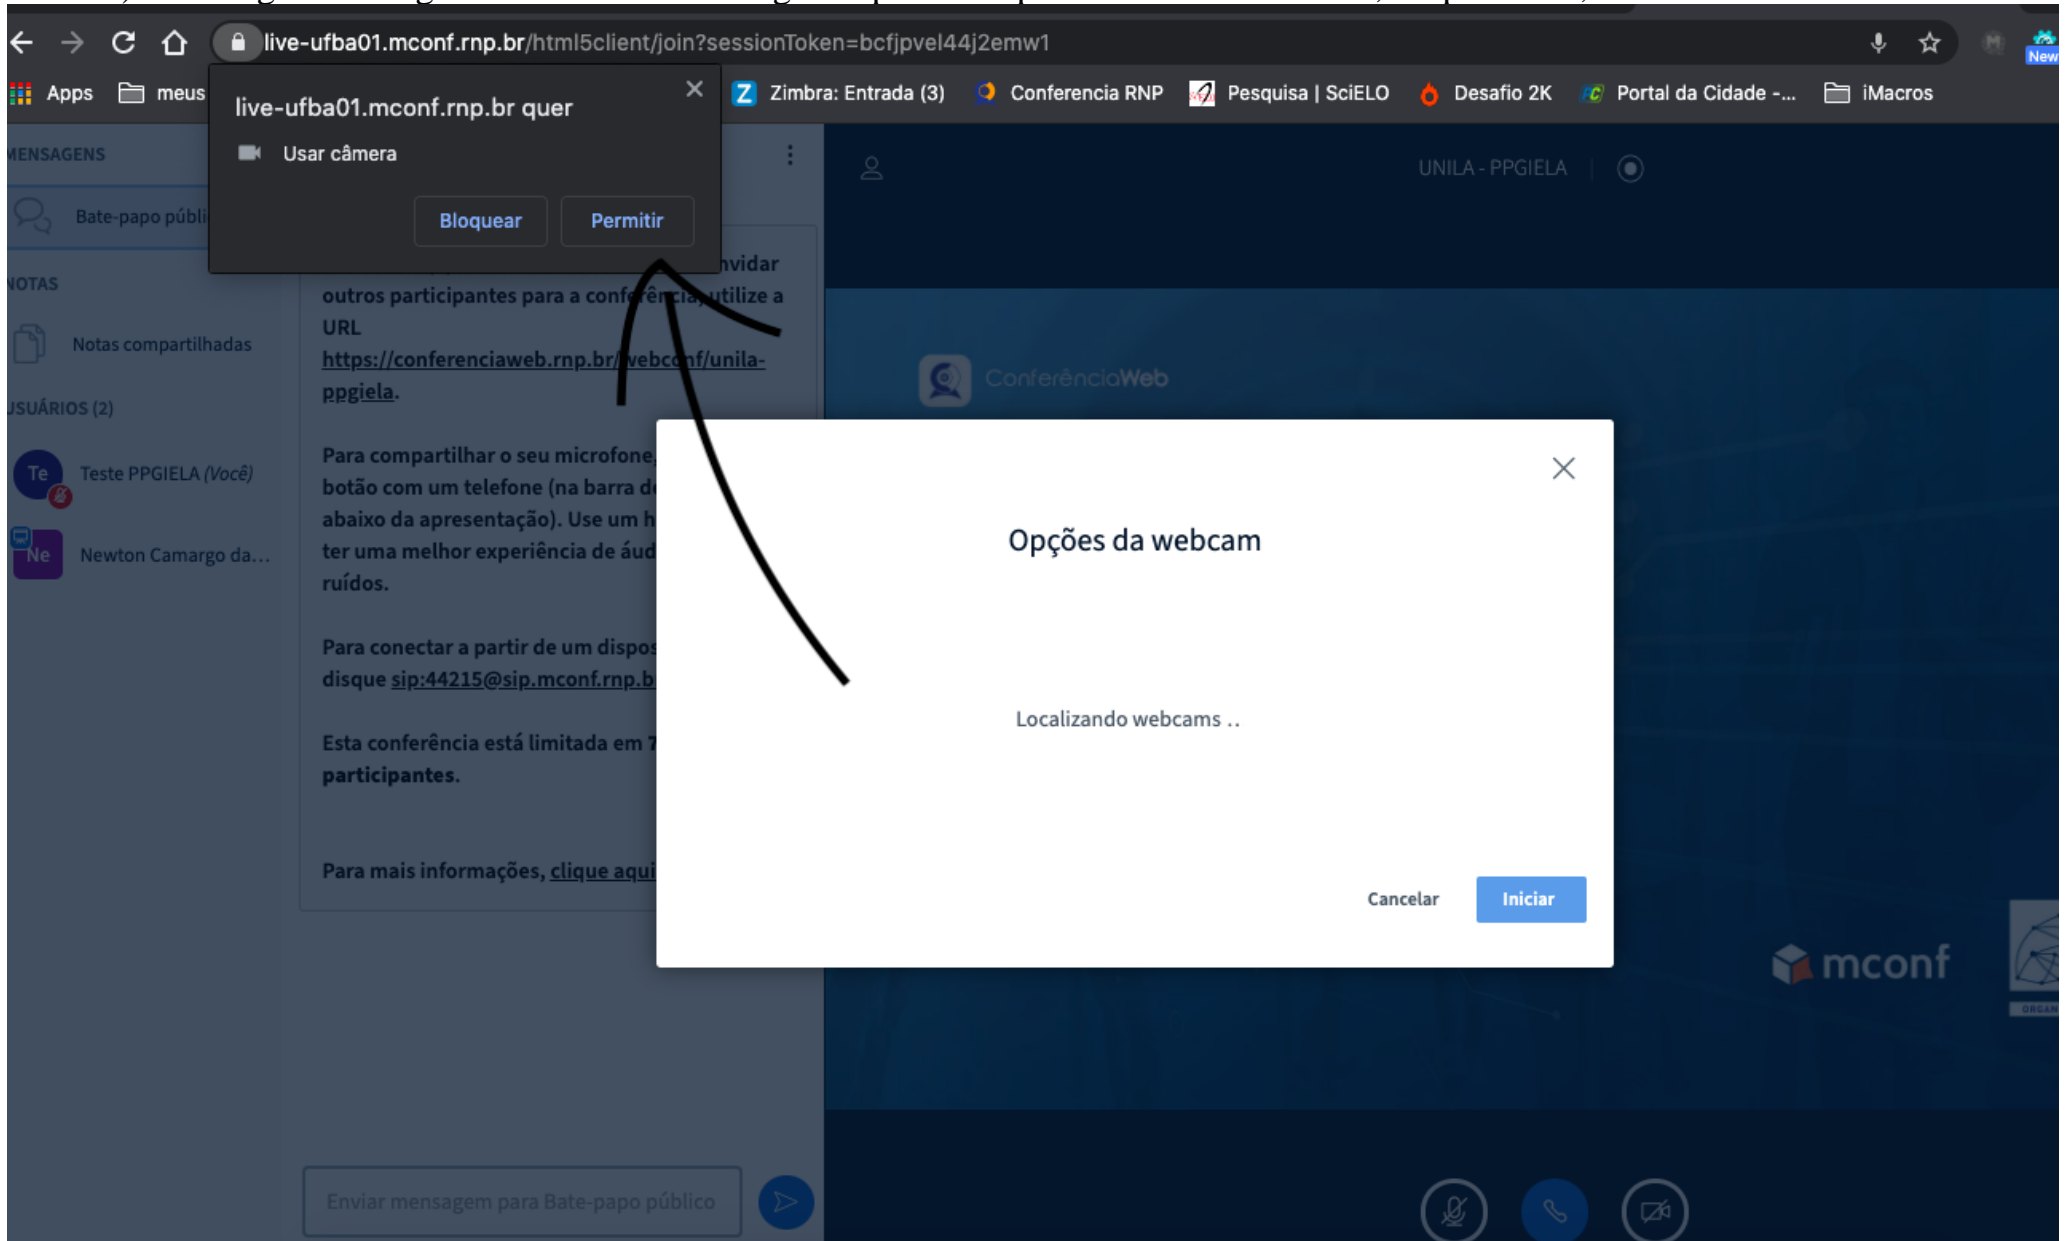 live-ufba01.mconf.rnp.br/html5client/join?sessionToken=bcfjpvel44j2emw1
New
Apps
meus
Zimbra: Entrada (3)
Conferencia RNP
Pesquisa | SciELO
Desafio 2K
Portal da Cidade -...
iMacros
live-ufba01.mconf.rnp.br quer
Usar câmera
Bloquear
Permitir
MENSAGENS
Bate-papo públi
NOTAS
Notas compartilhadas
USUÁRIOS (2)
Te
Teste PPGIELA (Você)
Ne
Newton Camargo da...
nvidar
outros participantes para a conferência, utilize a
URL
https://conferenciaweb.rnp.br/webconf/unila-
ppgiela.
Para compartilhar o seu microfone,
botão com um telefone (na barra d
abaixo da apresentação). Use um h
ter uma melhor experiência de áud
ruídos.
Para conectar a partir de um dispos
disque sip:44215@sip.mconf.rnp.b
Esta conferência está limitada em 7
participantes.
Para mais informações, clique aqui
Enviar mensagem para Bate-papo público
UNILA - PPGIELA
ConferênciaWeb
Opções da webcam
Localizando webcams ..
Cancelar
Iniciar
mconf
ORGAN